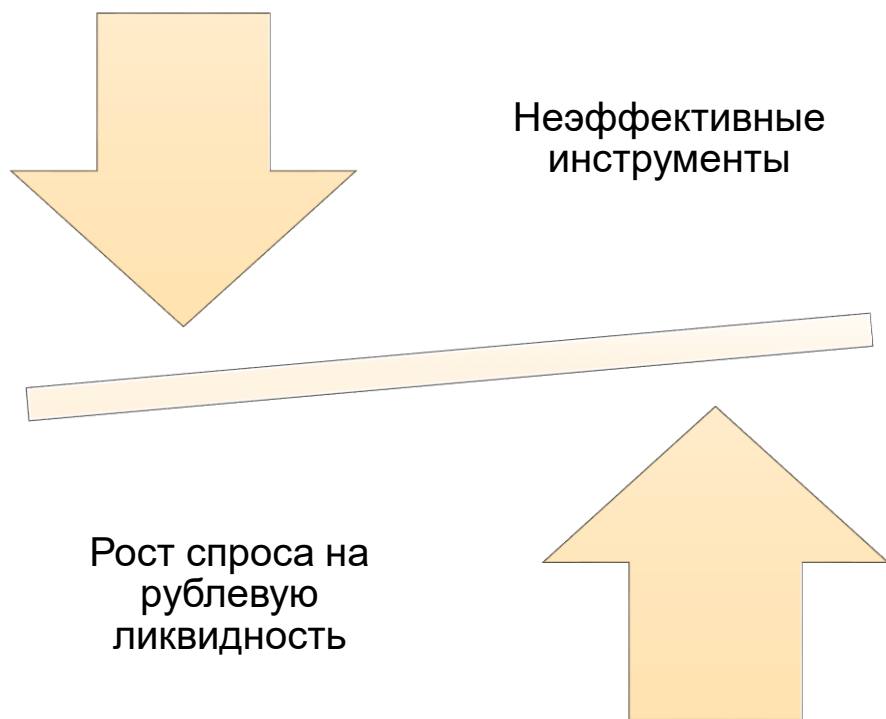 Неэффективные
инструменты
Рост спроса на
рублевую
ликвидность